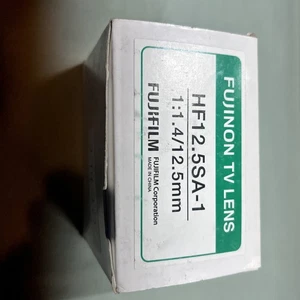 FUJINON TV LENS
HF12.5SA-1
1:1.4/12.5mm
FUJIFILM
FUJIFILM Corporation
MADE IN CHINA